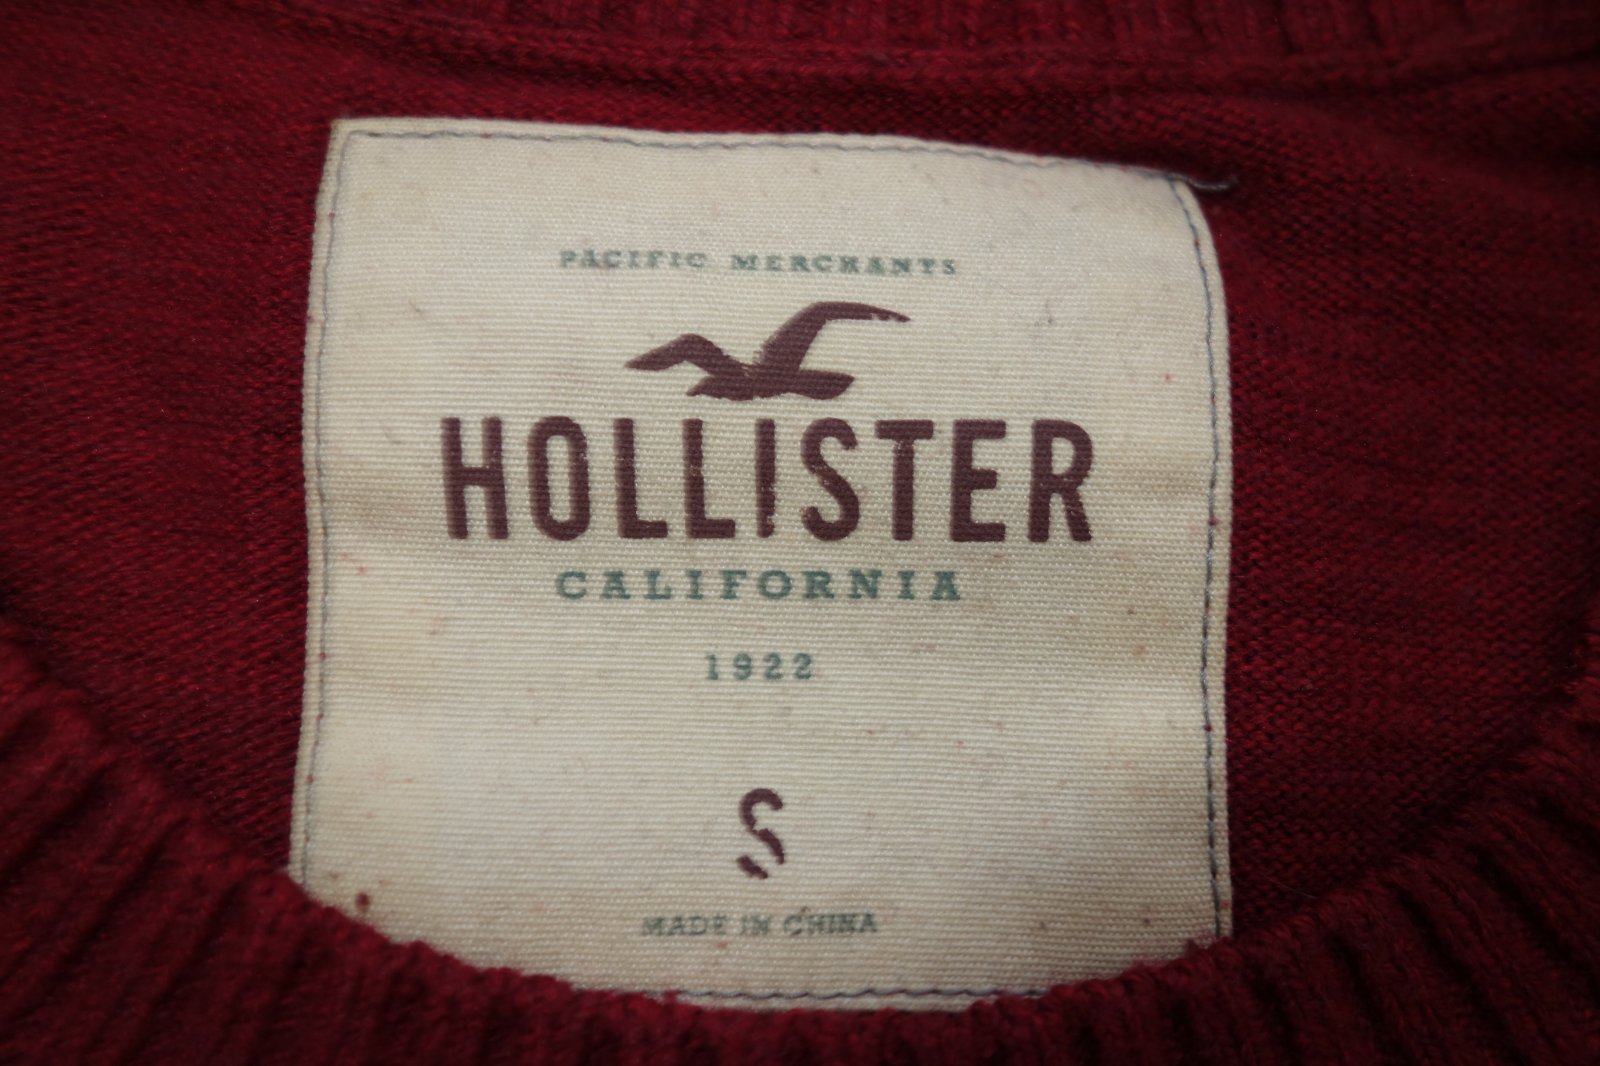 PACIFIC MERCHANTS
HOLLISTER
CALIFORNIA
1922
S
MADE IN CHINA